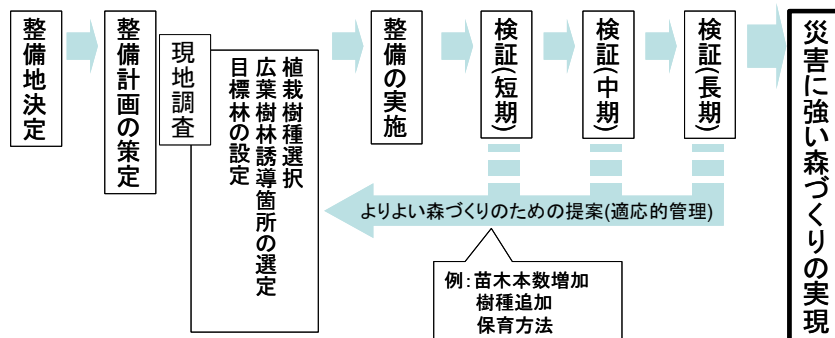 整備地決定
整備計画の策定
現地調査
植栽樹種選択
広葉樹林誘導箇所の選定
目標林の設定
整備の実施
検証(短期)
検証(中期)
検証(長期)
災害に強い森づくりの実現
よりよい森づくりのための提案(適応的管理)
例:苗木本数増加
樹種追加
保育方法